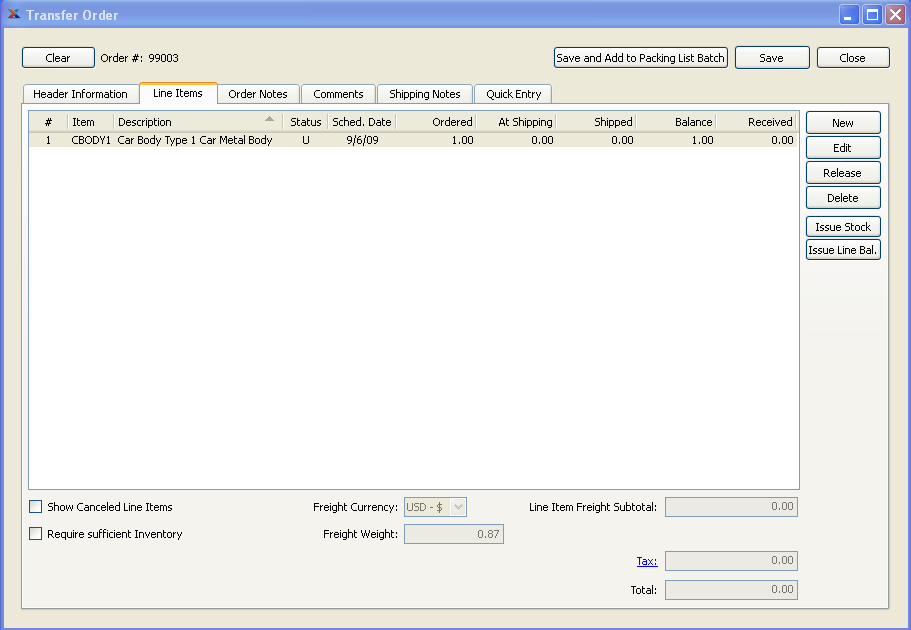 Transfer Order
Clear Order #: 99003 Save and Add to Packing List Batch Save Close
Header Information Line Items Order Notes Comments Shipping Notes Quick Entry
# Item Description Status Sched. Date Ordered At Shipping Shipped Balance Received
1 CBODY1 Car Body Type 1 Car Metal Body U 9/6/09 1.00 0.00 0.00 1.00 0.00
New
Edit
Release
Delete
Issue Stock
Issue Line Bal.
Show Canceled Line Items Freight Currency: USD - $ Line Item Freight Subtotal: 0.00
Require sufficient Inventory Freight Weight: 0.87
Tax: 0.00
Total: 0.00